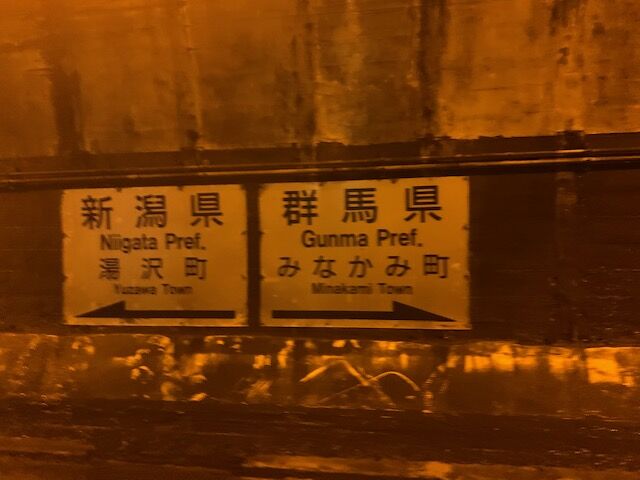 新潟県
Niigata Pref.
湯沢町
Yuzawa Town
群馬県
Gunma Pref.
みなかみ町
Minakami Town